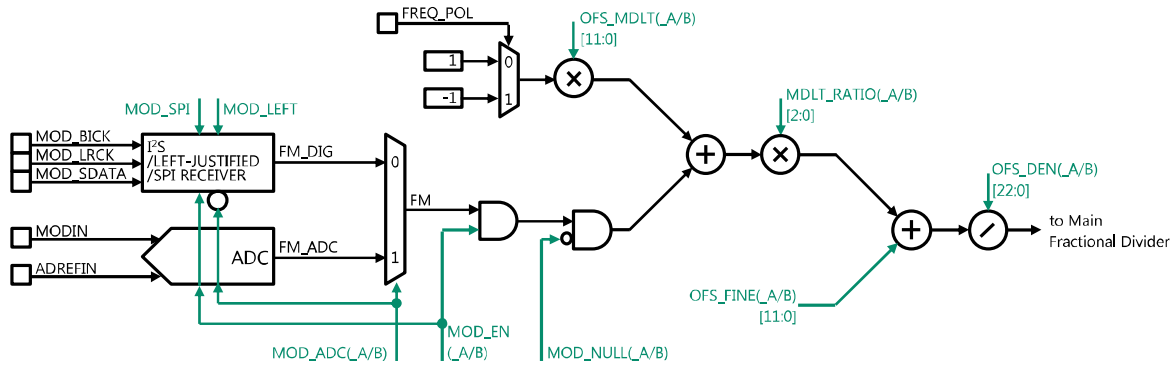 FREQ_POL
OFS_MDLT(_A/B)
[11:0]
1
0
-1
1
×
MOD_SPI
MOD_LEFT
MDLT_RATIO(_A/B)
[2:0]
MOD_BICK
MOD_LRCK
MOD_SDATA
I²S
/LEFT-JUSTIFIED
/SPI RECEIVER
FM_DIG
0
+
×
OFS_DEN(_A/B)
[22:0]
FM
MODIN
ADREFIN
ADC
FM_ADC
1
+
/
to Main
Fractional Divider
OFS_FINE(_A/B)
[11:0]
MOD_EN
(_A/B)
MOD_ADC(_A/B)
MOD_NULL(_A/B)